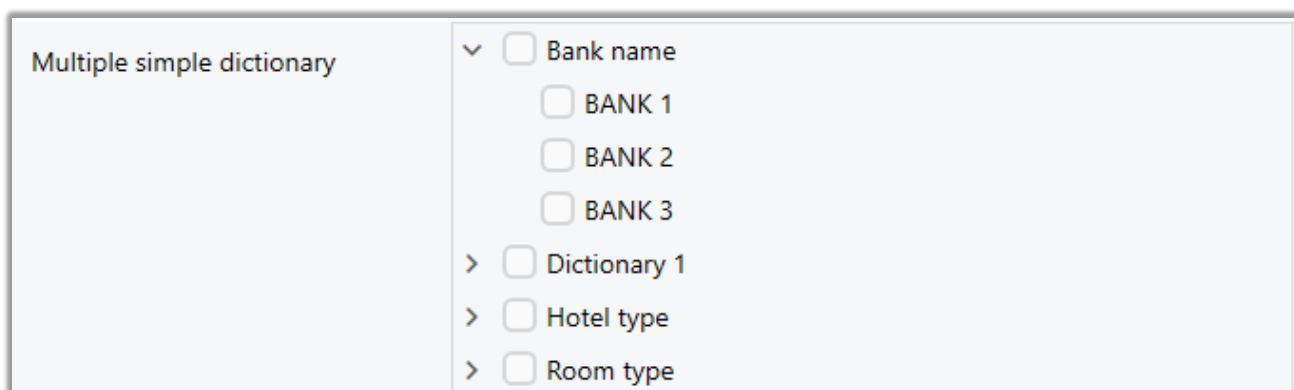 Multiple simple dictionary
Bank name
BANK 1
BANK 2
BANK 3
Dictionary 1
Hotel type
Room type